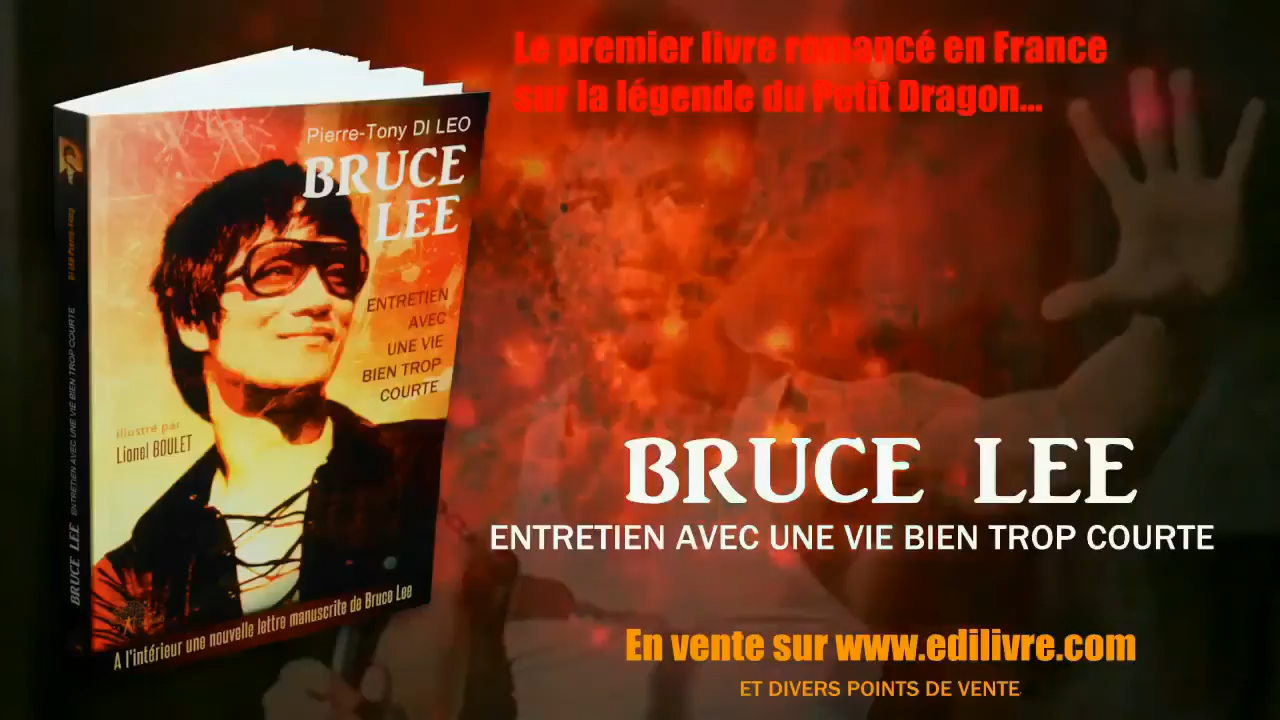 Le premier livre romancé en France
sur la légende du Petit Dragon...
Pierre-Tony DI LEO
BRUCE
LEE
ENTRETIEN
AVEC
UNE VIE
BIEN TROP
COURTE
illustré par
Lionel BOULET
A l'intérieur une nouvelle lettre manuscrite de Bruce Lee
BRUCE LEE ENTRETIEN AVEC UNE VIE BIEN TROP COURTE
BRUCE LEE
ENTRETIEN AVEC UNE VIE BIEN TROP COURTE
En vente sur www.edilivre.com
ET DIVERS POINTS DE VENTE